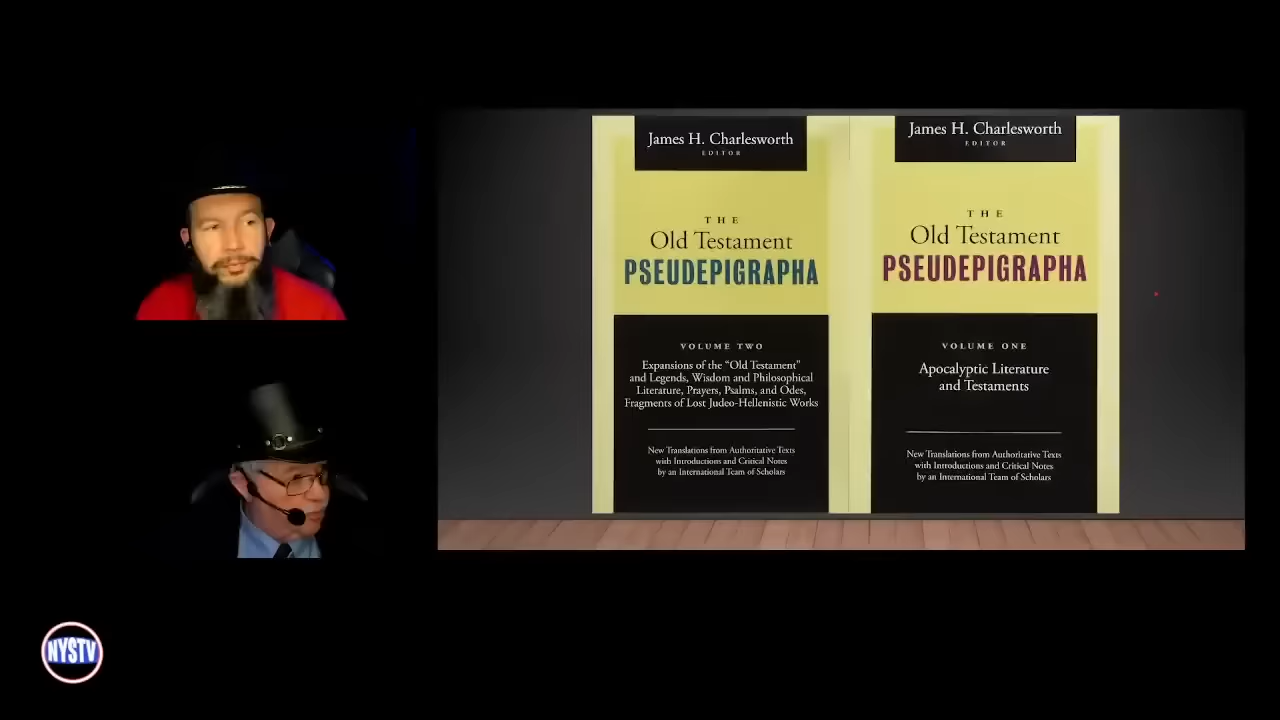 James H. Charlesworth
EDITOR
THE
Old Testament
PSEUDEPIGRAPHA
VOLUME TWO
Expansions of the “Old Testament”
and Legends, Wisdom and Philosophical
Literature, Prayers, Psalms, and Odes,
Fragments of Lost Judeo-Hellenistic Works
New Translations from Authoritative Texts
with Introductions and Critical Notes
by an International Team of Scholars
James H. Charlesworth
EDITOR
THE
Old Testament
PSEUDEPIGRAPHA
VOLUME ONE
Apocalyptic Literature
and Testaments
New Translations from Authoritative Texts
with Introductions and Critical Notes
by an International Team of Scholars
NYSTV